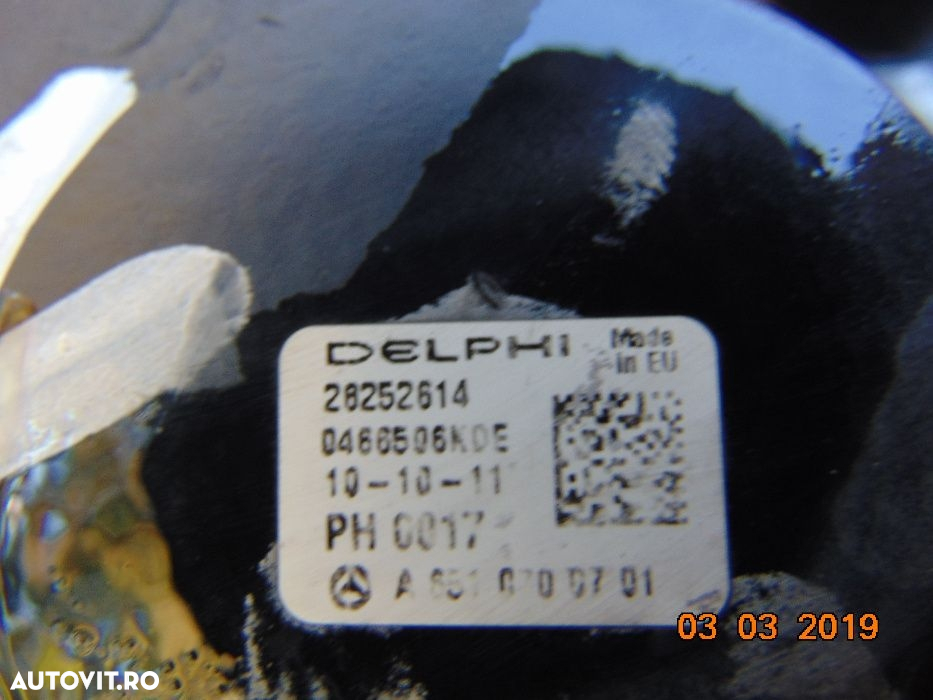 DELPHI
Made
in EU
28252614
0466506KDE
10-10-11
PH 0017
A 651 070 07 01
03 03 2019
AUTOVIT.RO